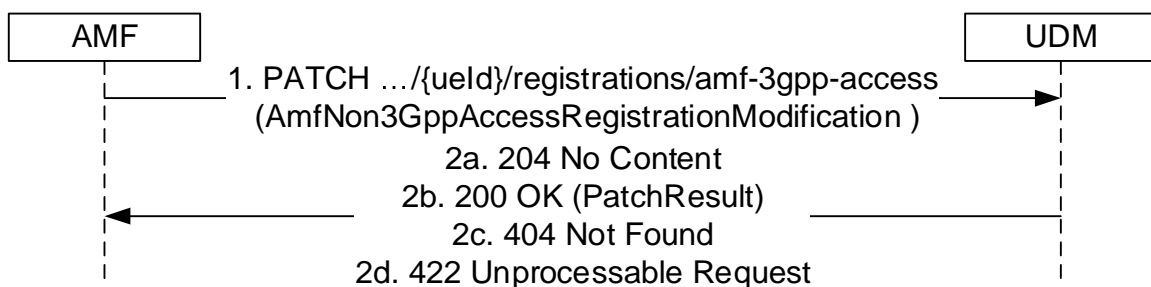 AMF
UDM
1. PATCH …/{ueId}/registrations/amf-3gpp-access
(AmfNon3GppAccessRegistrationModification )
2a. 204 No Content
2b. 200 OK (PatchResult)
2c. 404 Not Found
2d. 422 Unprocessable Request